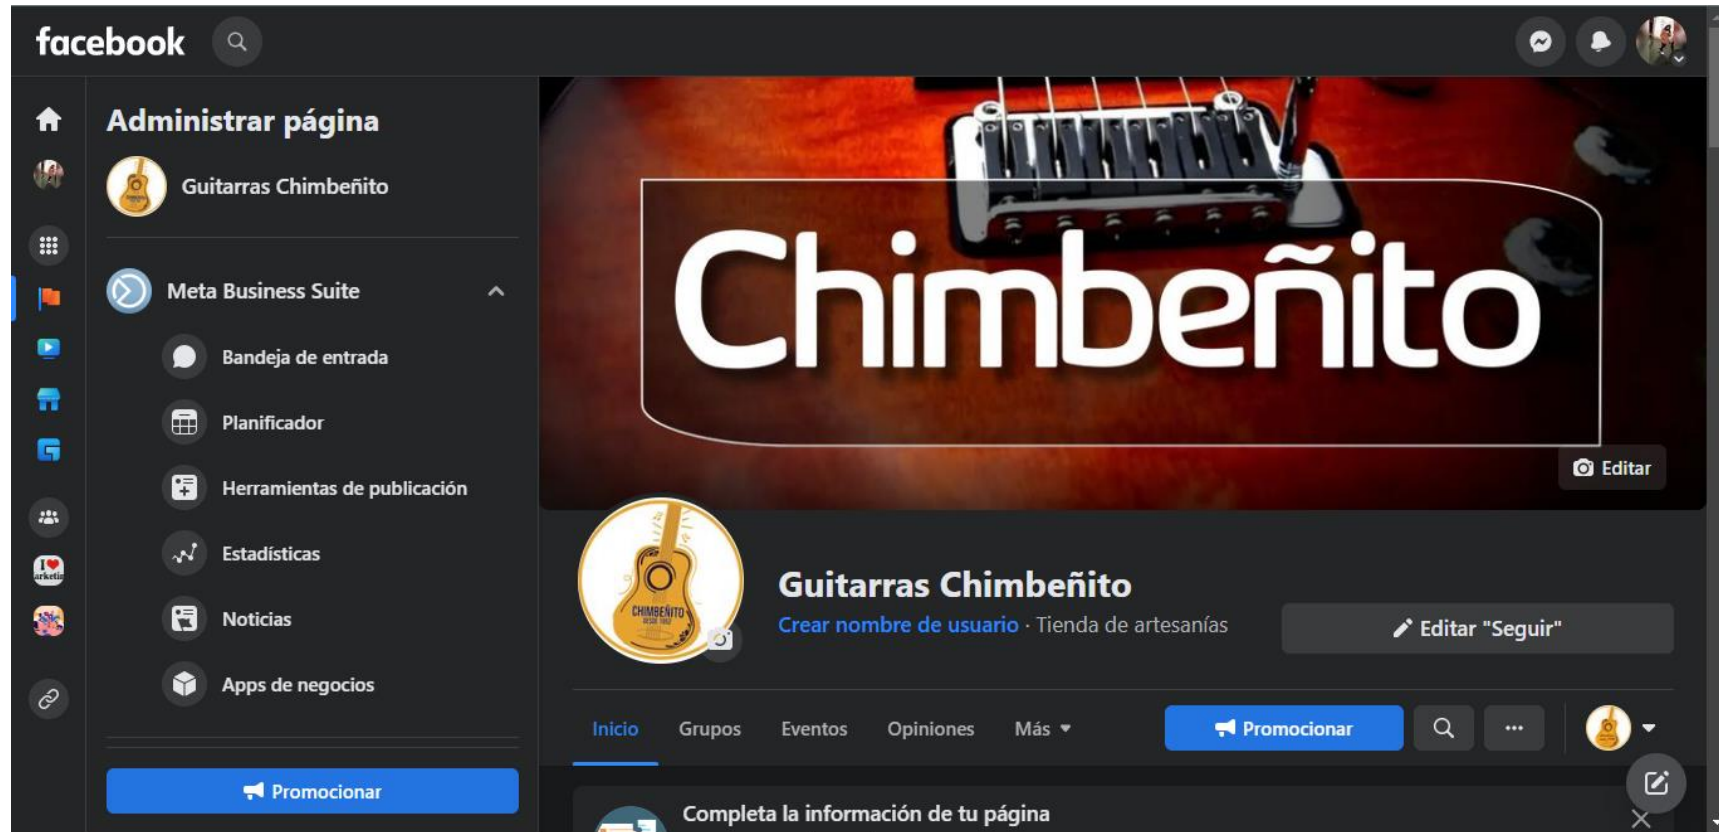 facebook
Administrar página
Guitarras Chimbeñito
Meta Business Suite
Bandeja de entrada
Planificador
Herramientas de publicación
Estadísticas
Noticias
Apps de negocios
Promocionar
Chimbeñito
Editar
CHIMBEÑITO
Guitarras Chimbeñito
Crear nombre de usuario · Tienda de artesanías
Editar "Seguir"
Inicio Grupos Eventos Opiniones Más
Promocionar
Completa la información de tu página